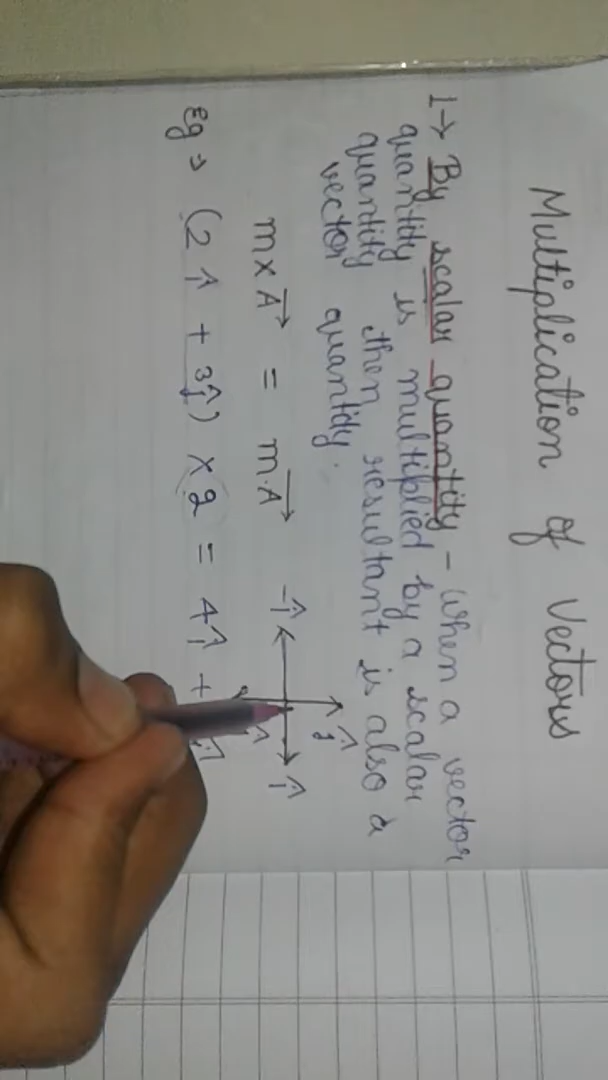 Multiplication of Vectors
1→ By scalar quantity - When a vector
quantity is multiplied by a scalar
quantity then resultant is also a
vector quantity.
m×A⃗ = m.A⃗
-î î ĵ
Eg → (2î + 3ĵ) × 2 = 4î +